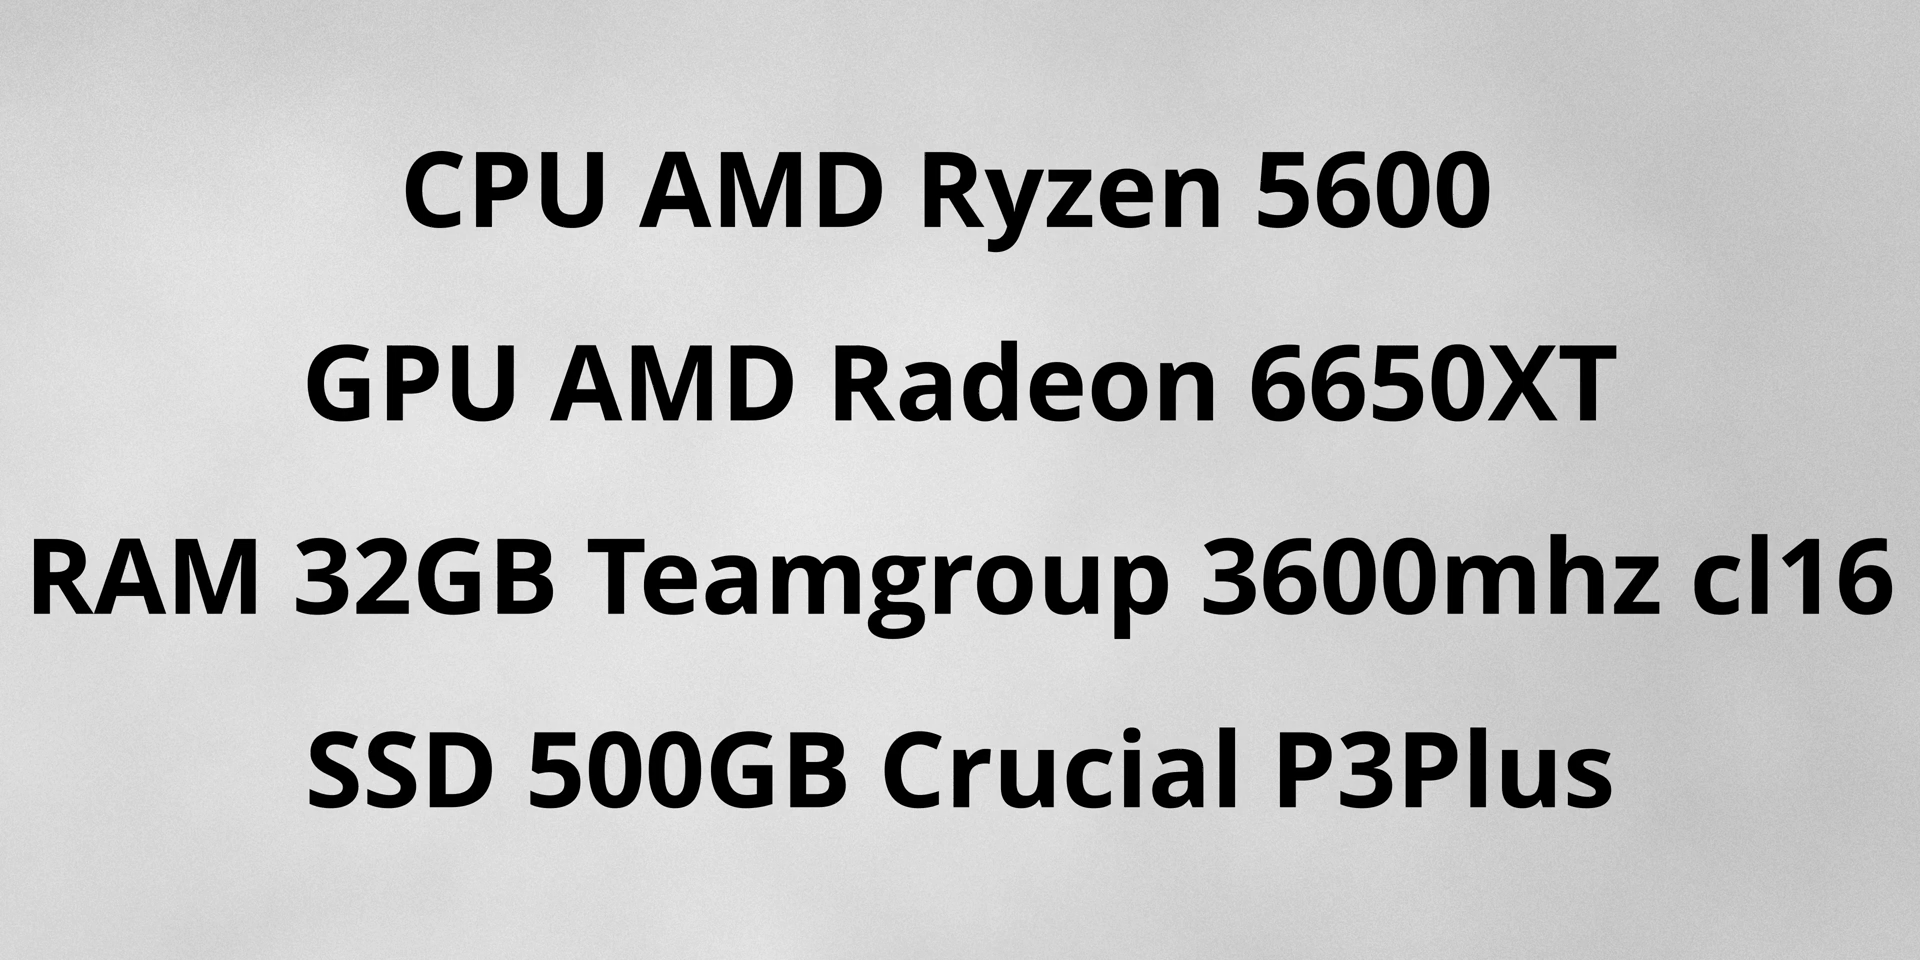 CPU AMD Ryzen 5600
GPU AMD Radeon 6650XT
RAM 32GB Teamgroup 3600mhz cl16
SSD 500GB Crucial P3Plus